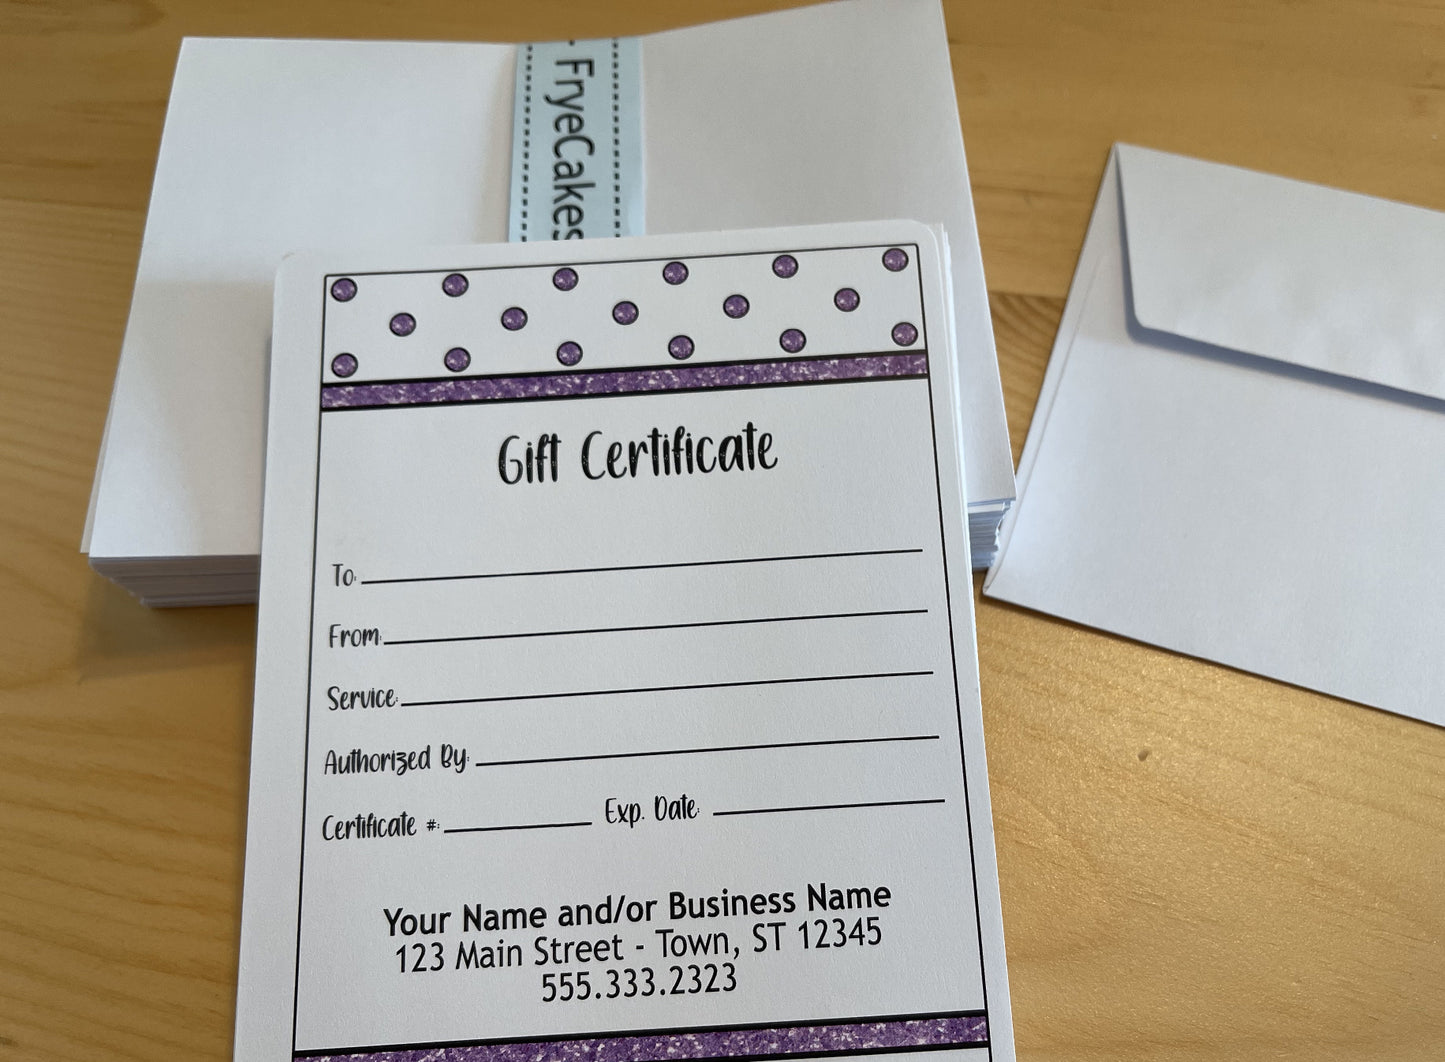 - FryeCakes
Gift Certificate
To:
From:
Service:
Authorized By:
Certificate #: Exp. Date:
Your Name and/or Business Name
123 Main Street - Town, ST 12345
555.333.2323